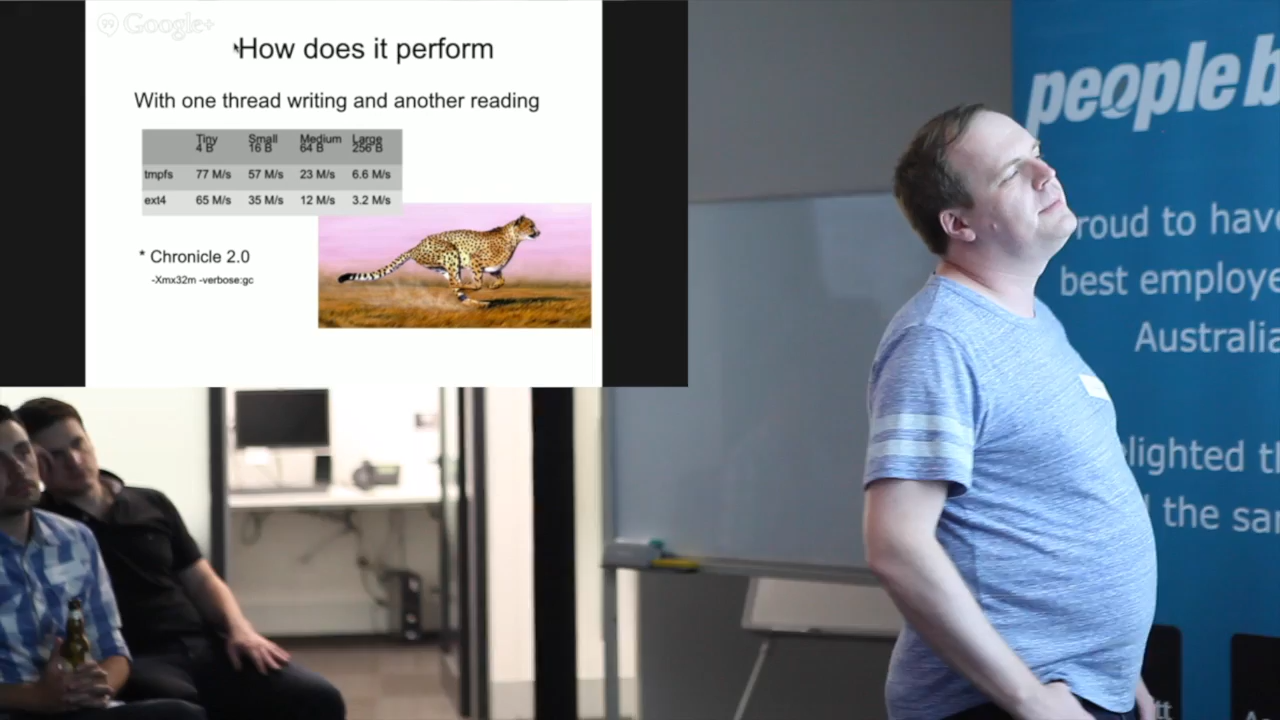 Google+
How does it perform
With one thread writing and another reading
Tiny Small Medium Large
4 B 16 B 64 B 256 B
tmpfs 77 M/s 57 M/s 23 M/s 6.6 M/s
ext4 65 M/s 35 M/s 12 M/s 3.2 M/s
* Chronicle 2.0
-Xmx32m -verbose:gc
people b
roud to have
best employe
Australia
lighted th
the sa
tt